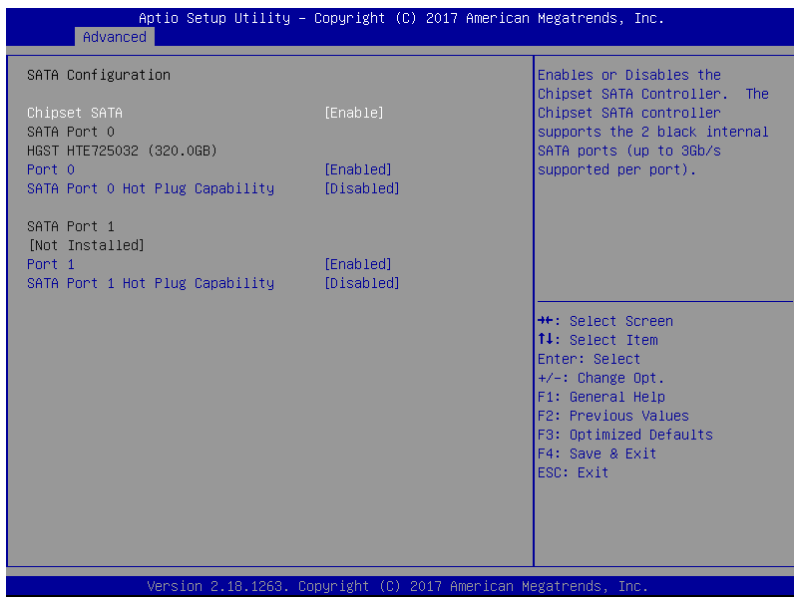 Aptio Setup Utility – Copyright (C) 2017 American Megatrends, Inc.
Advanced
SATA Configuration
Chipset SATA [Enable]
SATA Port 0
HGST HTE725032 (320.0GB)
Port 0 [Enabled]
SATA Port 0 Hot Plug Capability [Disabled]
SATA Port 1
[Not Installed]
Port 1 [Enabled]
SATA Port 1 Hot Plug Capability [Disabled]
Enables or Disables the
Chipset SATA Controller. The
Chipset SATA controller
supports the 2 black internal
SATA ports (up to 3Gb/s
supported per port).
→←: Select Screen
↑↓: Select Item
Enter: Select
+/-: Change Opt.
F1: General Help
F2: Previous Values
F3: Optimized Defaults
F4: Save & Exit
ESC: Exit
Version 2.18.1263. Copyright (C) 2017 American Megatrends, Inc.